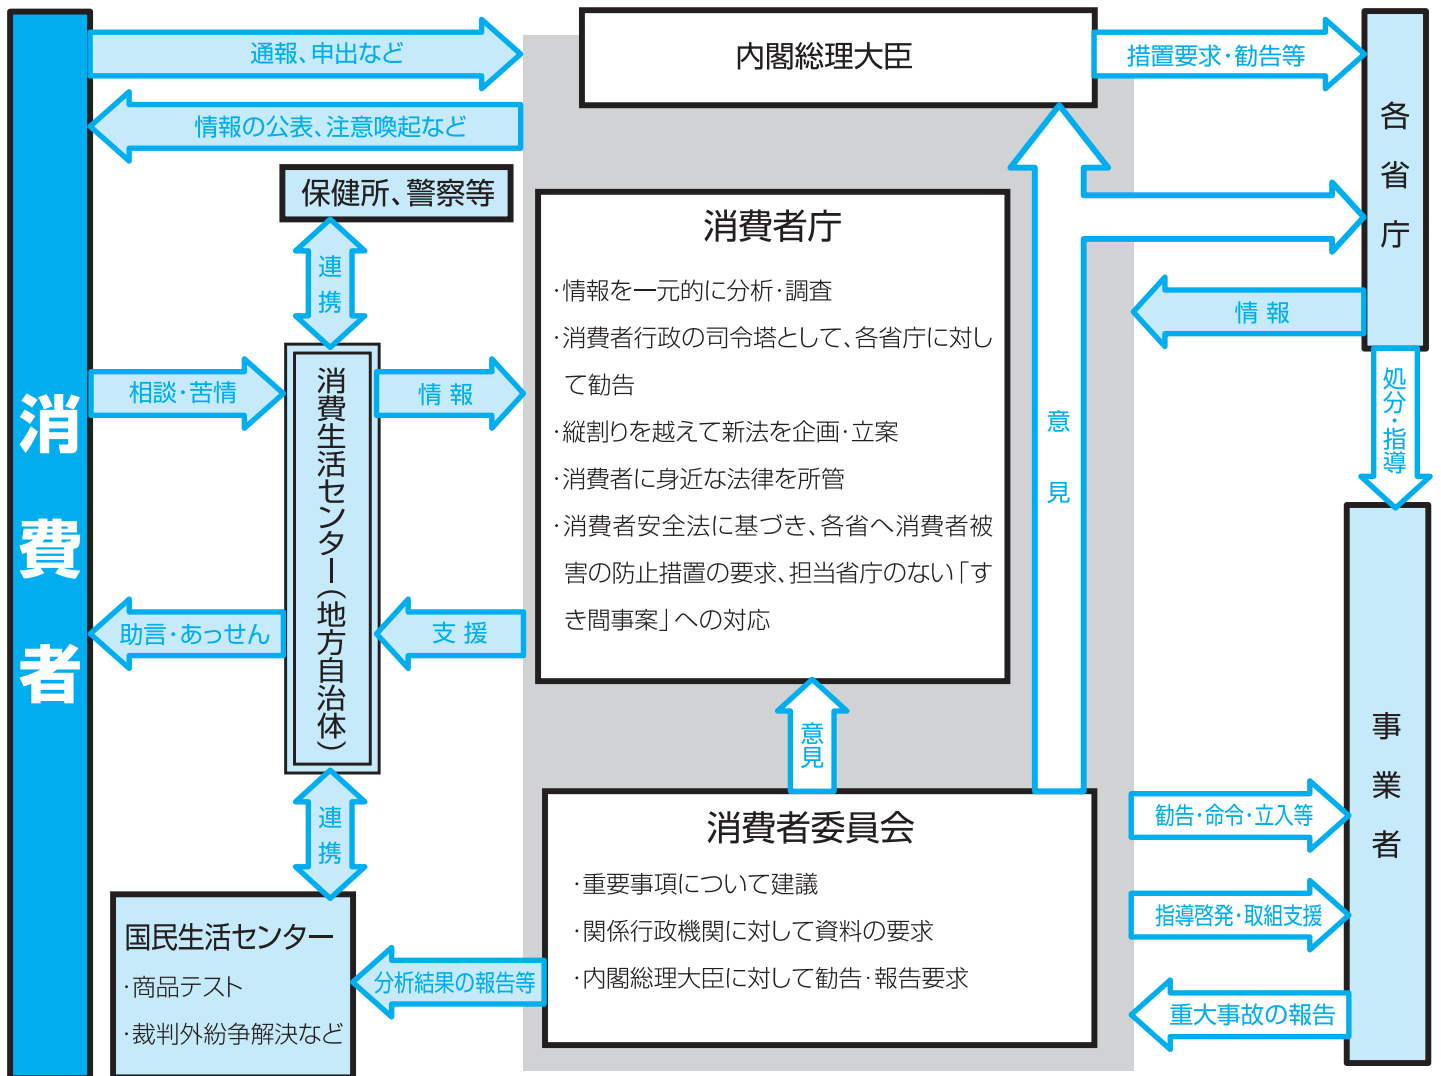 消費者
通報、申出など
情報の公表、注意喚起など
内閣総理大臣
措置要求・勧告等
各省庁
保健所、警察等
連携
相談・苦情
消費生活センター(地方自治体)
情報
助言・あっせん
支援
連携
消費者庁
・情報を一元的に分析・調査
・消費者行政の司令塔として、各省庁に対し
て勧告
・縦割りを越えて新法を企画・立案
・消費者に身近な法律を所管
・消費者安全法に基づき、各省へ消費者被
害の防止措置の要求、担当省庁のない「す
き間事案」への対応
意見
意見
情報
処分・指導
事業者
消費者委員会
・重要事項について建議
・関係行政機関に対して資料の要求
・内閣総理大臣に対して勧告・報告要求
勧告・命令・立入等
指導啓発・取組支援
重大事故の報告
国民生活センター
・商品テスト
・裁判外紛争解決など
分析結果の報告等